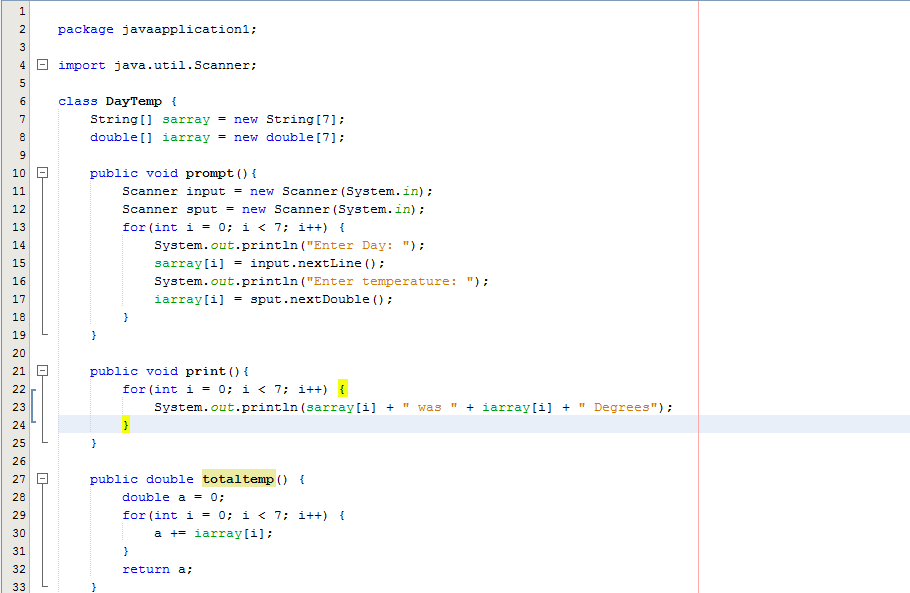 1
2 package javaapplication1;
3
4 import java.util.Scanner;
5
6 class DayTemp {
7     String[] sarray = new String[7];
8     double[] iarray = new double[7];
9
10     public void prompt(){
11         Scanner input = new Scanner(System.in);
12         Scanner sput = new Scanner(System.in);
13         for(int i = 0; i < 7; i++) {
14             System.out.println("Enter Day: ");
15             sarray[i] = input.nextLine();
16             System.out.println("Enter temperature: ");
17             iarray[i] = sput.nextDouble();
18         }
19     }
20
21     public void print(){
22         for(int i = 0; i < 7; i++) {
23             System.out.println(sarray[i] + " was " + iarray[i] + " Degrees");
24         }
25     }
26
27     public double totaltemp() {
28         double a = 0;
29         for(int i = 0; i < 7; i++) {
30             a += iarray[i];
31         }
32         return a;
33     }